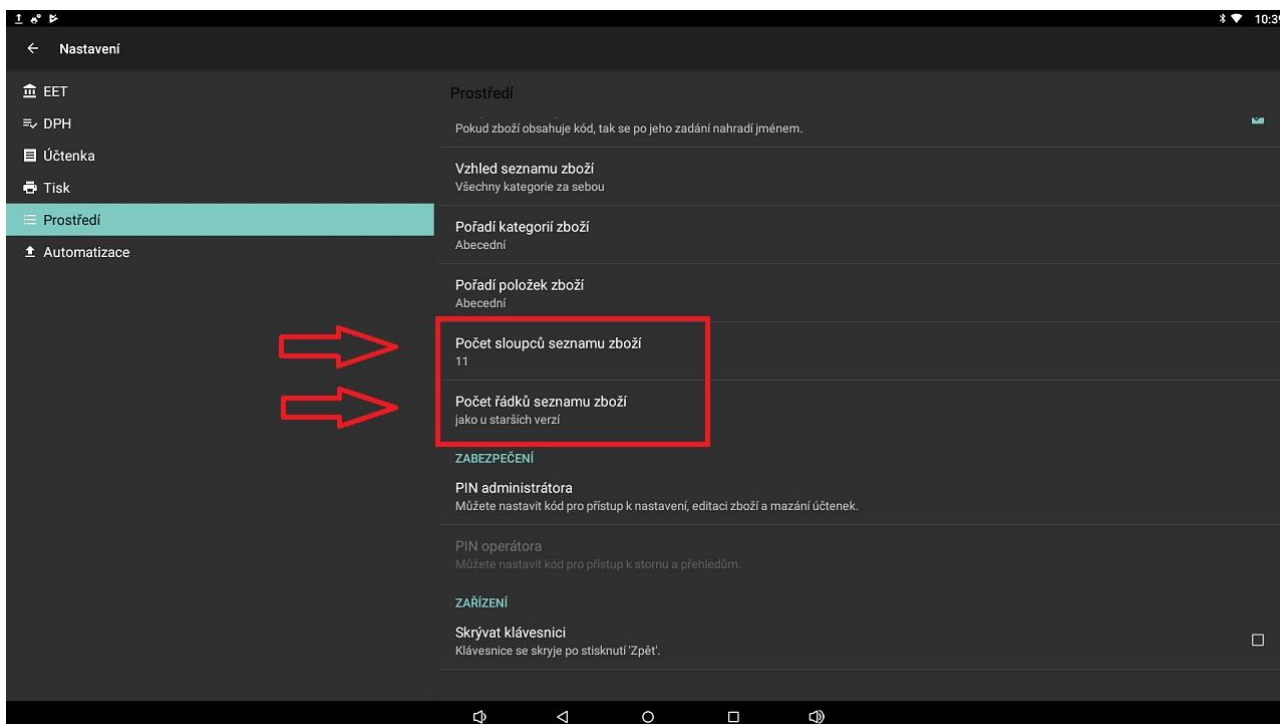 10:39
Nastavení
EET
DPH
Účtenka
Tisk
Prostředí
Automatizace
Prostředí
Pokud zboží obsahuje kód, tak se po jeho zadání nahradí jménem.
Vzhled seznamu zboží
Všechny kategorie za sebou
Pořadí kategorií zboží
Abecední
Pořadí položek zboží
Abecední
Počet sloupců seznamu zboží
11
Počet řádků seznamu zboží
jako u starších verzí
ZABEZPEČENÍ
PIN administrátora
Můžete nastavit kód pro přístup k nastavení, editaci zboží a mazání účtenek.
PIN operátora
Můžete nastavit kód pro přístup k stornu a přehledům.
ZAŘÍZENÍ
Skrývat klávesnici
Klávesnice se skryje po stisknutí 'Zpět'.